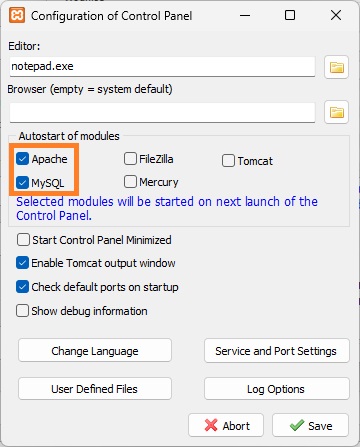 Configuration of Control Panel
Editor:
notepad.exe
Browser (empty = system default)
Autostart of modules
Apache
FileZilla
Tomcat
MySQL
Mercury
Selected modules will be started on next launch of the
Control Panel.
Start Control Panel Minimized
Enable Tomcat output window
Check default ports on startup
Show debug information
Change Language
Service and Port Settings
User Defined Files
Log Options
Abort
Save